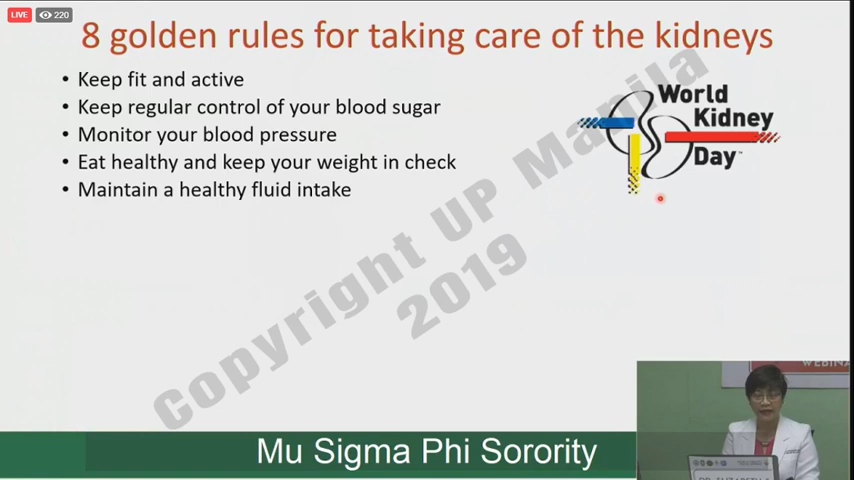 LIVE 220
8 golden rules for taking care of the kidneys
• Keep fit and active
• Keep regular control of your blood sugar
• Monitor your blood pressure
• Eat healthy and keep your weight in check
• Maintain a healthy fluid intake
World
Kidney
Day™
Copyright UP Manila
2019
WEBINA
Mu Sigma Phi Sorority